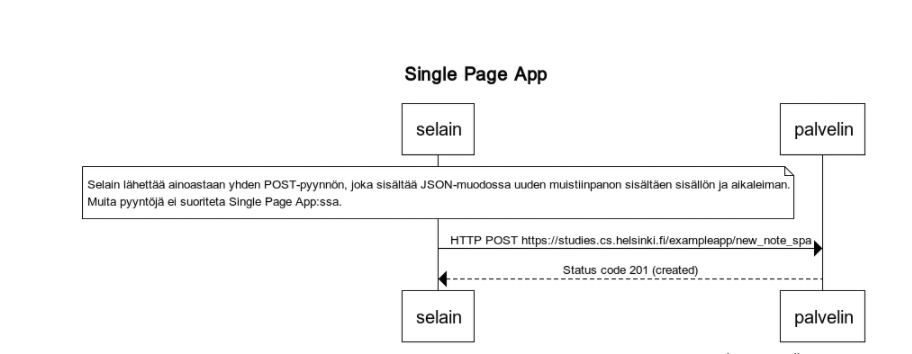 Single Page App
selain
palvelin
Selain lähettää ainoastaan yhden POST-pyynnön, joka sisältää JSON-muodossa uuden muistiinpanon sisältäen sisällön ja aikaleiman.
Muita pyyntöjä ei suoriteta Single Page App:ssa.
HTTP POST https://studies.cs.helsinki.fi/exampleapp/new_note_spa
Status code 201 (created)
selain
palvelin